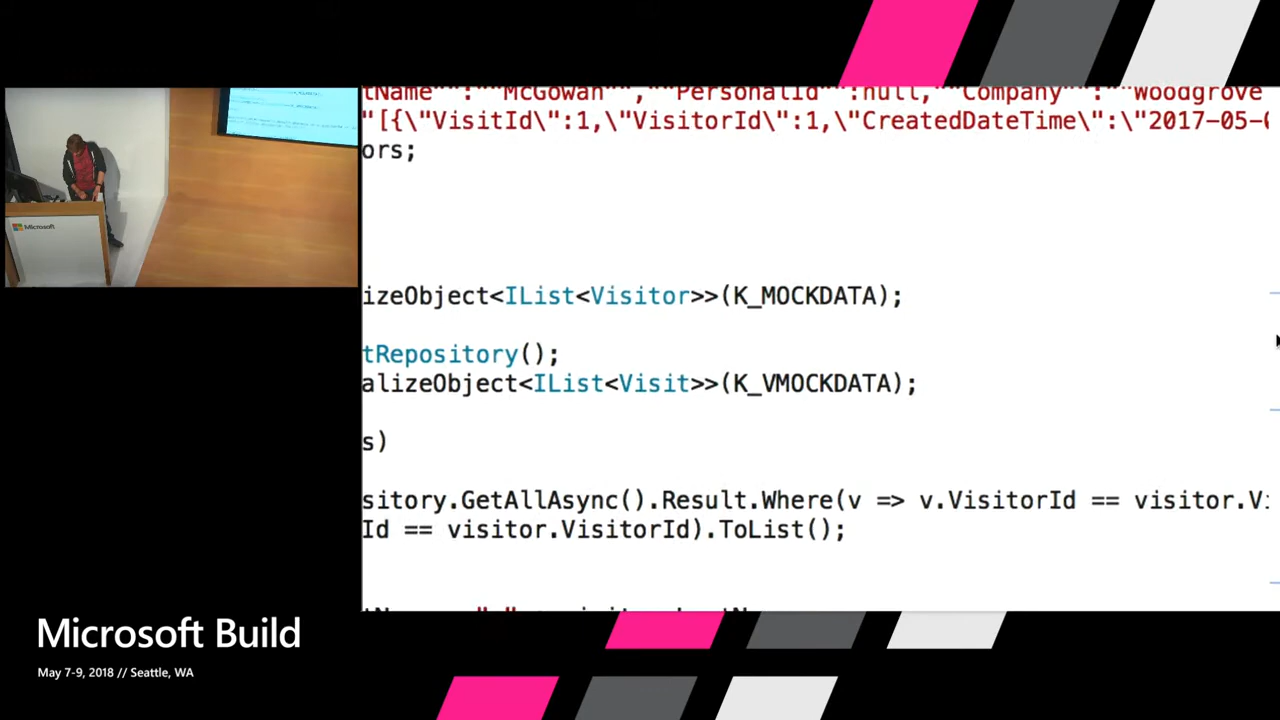 tName"":""McGowan"",""PersonalId"":null,""Company"":""Woodgrove
"[{\"VisitId\":1,\"VisitorId\":1,\"CreatedDateTime\":\"2017-05-
ors;
izeObject<IList<Visitor>>(K_MOCKDATA);
tRepository();
alizeObject<IList<Visit>>(K_VMOCKDATA);
s)
sitory.GetAllAsync().Result.Where(v => v.VisitorId == visitor.Vi
Id == visitor.VisitorId).ToList();
Microsoft
Microsoft Build
May 7-9, 2018 // Seattle, WA